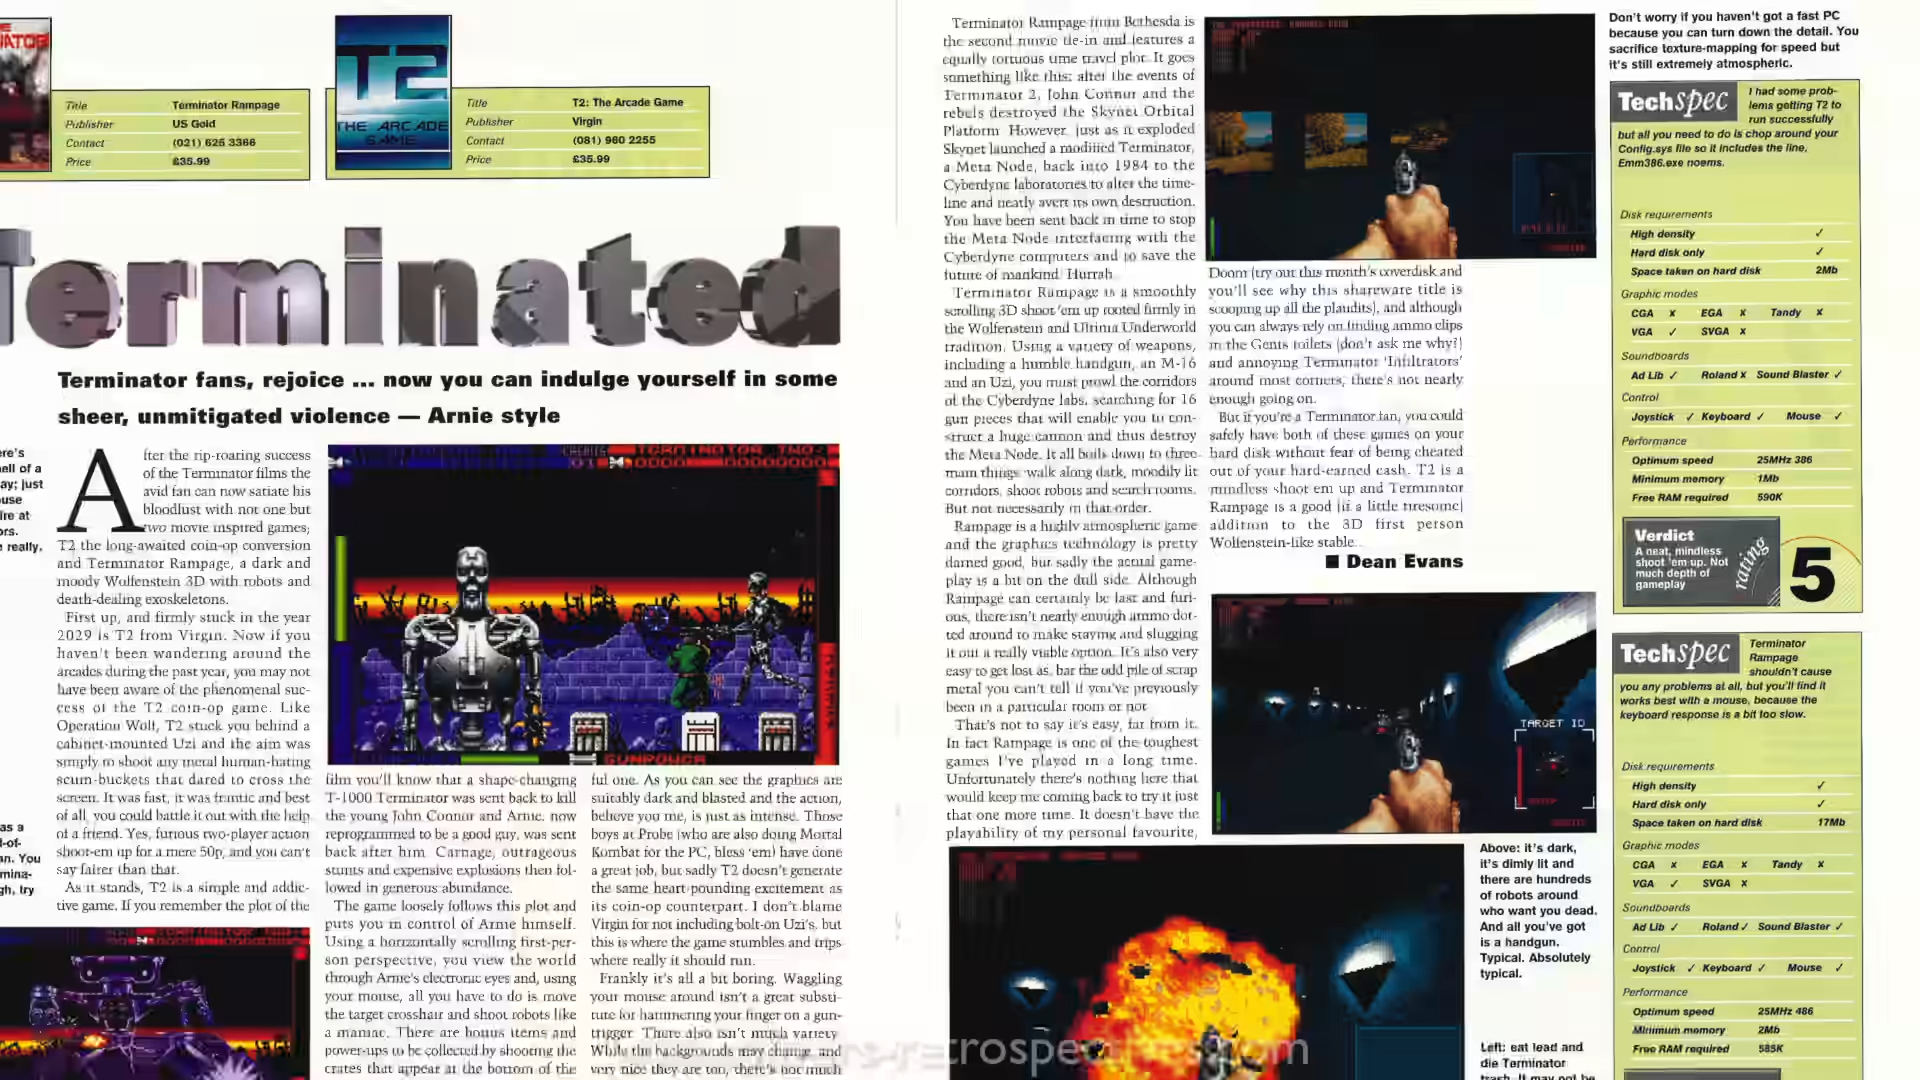 Title Terminator Rampage
Publisher US Gold
Contact (021) 625 3366
Price £35.99
T2
THE ARCADE
GAME
Title T2: The Arcade Game
Publisher Virgin
Contact (081) 960 2255
Price £35.99
Terminated
Terminator fans, rejoice ... now you can indulge yourself in some
sheer, unmitigated violence — Arnie style
After the rip-roaring success
of the Terminator films the
avid fan can now satiate his
bloodlust with not one but
two movie inspired games;
T2 the long-awaited coin-op conversion
and Terminator Rampage, a dark and
moody Wolfenstein 3D with robots and
death-dealing exoskeletons.
First up, and firmly stuck in the year
2029 is T2 from Virgin. Now if you
haven't been wandering around the
arcades during the past year, you may not
have been aware of the phenomenal suc-
cess of the T2 coin-op game. Like
Operation Wolf, T2 stuck you behind a
cabinet-mounted Uzi and the aim was
simply to shoot any metal human-hating
scum-buckets that dared to cross the
screen. It was fast, it was frantic and best
of all, you could battle it out with the help
of a friend. Yes, furious two-player action
shoot-em up for a mere 50p, and you can't
say fairer than that.
As it stands, T2 is a simple and addic-
tive game. If you remember the plot of the
film you'll know that a shape-changing
T-1000 Terminator was sent back to kill
the young John Connor and Arnie, now
reprogrammed to be a good guy, was sent
back after him. Carnage, outrageous
stunts and expensive explosions then fol-
lowed in generous abundance.
The game loosely follows this plot and
puts you in control of Arnie himself.
Using a horizontally scrolling first-per-
son perspective, you view the world
through Arnie's electronic eyes and, using
your mouse, all you have to do is move
the target crosshair and shoot robots like
a maniac. There are bonus items and
power-ups to be collected by shooting the
crates that appear at the bottom of the
ful one. As you can see the graphics are
suitably dark and blasted and the action,
believe you me, is just as intense. Those
boys at Probe (who are also doing Mortal
Kombat for the PC, bless 'em) have done
a great job, but sadly T2 doesn't generate
the same heart-pounding excitement as
its coin-op counterpart. I don't blame
Virgin for not including bolt-on Uzi's, but
this is where the game stumbles and trips
where really it should run.
Frankly it's all a bit boring. Waggling
your mouse around isn't a great substi-
tute for hammering your finger on a gun-
trigger. There also isn't much variety.
While the backgrounds may change, and
very nice they are too, there's not much
GUNPOWER
Terminator Rampage from Bethesda is
the second movie tie-in and features a
equally tortuous time travel plot. It goes
something like this: after the events of
Terminator 2, John Connor and the
rebels destroyed the Skynet Orbital
Platform. However, just as it exploded
Skynet launched a modified Terminator,
a Meta Node, back into 1984 to the
Cyberdyne laboratories to alter the time-
line and neatly avert its own destruction.
You have been sent back in time to stop
the Meta Node interfacing with the
Cyberdyne computers and to save the
future of mankind. Hurrah.
Terminator Rampage is a smoothly
scrolling 3D shoot 'em up rooted firmly in
the Wolfenstein and Ultima Underworld
tradition. Using a variety of weapons,
including a humble handgun, an M-16
and an Uzi, you must prowl the corridors
of the Cyberdyne labs, searching for 16
gun pieces that will enable you to con-
struct a huge cannon and thus destroy
the Meta Node. It all boils down to three
main things: walk along dark, moodily lit
corridors, shoot robots and search rooms.
But not necessarily in that order.
Rampage is a highly atmospheric game
and the graphics technology is pretty
darned good, but sadly the actual game-
play is a bit on the dull side. Although
Rampage can certainly be fast and furi-
ous, there isn't nearly enough ammo dot-
ted around to make staying and slugging
it out a really viable option. It's also very
easy to get lost as, bar the odd pile of scrap
metal you can't tell if you've previously
been in a particular room or not.
That's not to say it's easy, far from it.
In fact Rampage is one of the toughest
games I've played in a long time.
Unfortunately there's nothing here that
would keep me coming back to try it just
that one more time. It doesn't have the
playability of my personal favourite,
Doom (try out this month's coverdisk and
you'll see why this shareware title is
scooping up all the plaudits), and although
you can always rely on finding ammo clips
in the Gents toilets (don't ask me why?)
and annoying Terminator 'Infiltrators'
around most corners, there's not nearly
enough going on.
But if you're a Terminator fan, you could
safely have both of these games on your
hard disk without fear of being cheated
out of your hard-earned cash. T2 is a
mindless shoot em up and Terminator
Rampage is a good (if a little tiresome)
addition to the 3D first person
Wolfenstein-like stable.
■ Dean Evans
TARGET ID
Above: it's dark,
it's dimly lit and
there are hundreds
of robots around
who want you dead.
And all you've got
is a handgun.
Typical. Absolutely
typical.
Left: eat lead and
die Terminator
trash. It may not be
Don't worry if you haven't got a fast PC
because you can turn down the detail. You
sacrifice texture-mapping for speed but
it's still extremely atmospheric.
Techspec
I had some prob-
lems getting T2 to
run successfully
but all you need to do is chop around your
Config.sys file so it includes the line,
Emm386.exe noems.
Disk requirements
High density ✓
Hard disk only ✓
Space taken on hard disk 2Mb
Graphic modes
CGA x EGA x Tandy x
VGA ✓ SVGA x
Soundboards
Ad Lib ✓ Roland x Sound Blaster ✓
Control
Joystick ✓ Keyboard ✓ Mouse ✓
Performance
Optimum speed 25MHz 386
Minimum memory 1Mb
Free RAM required 590K
Verdict
A neat, mindless
shoot 'em up. Not
much depth of
gameplay
rating
5
Techspec
Terminator
Rampage
shouldn't cause
you any problems at all, but you'll find it
works best with a mouse, because the
keyboard response is a bit too slow.
Disk requirements
High density ✓
Hard disk only ✓
Space taken on hard disk 17Mb
Graphic modes
CGA x EGA x Tandy x
VGA ✓ SVGA x
Soundboards
Ad Lib ✓ Roland ✓ Sound Blaster ✓
Control
Joystick ✓ Keyboard ✓ Mouse ✓
Performance
Optimum speed 25MHz 486
Minimum memory 2Mb
Free RAM required 585K